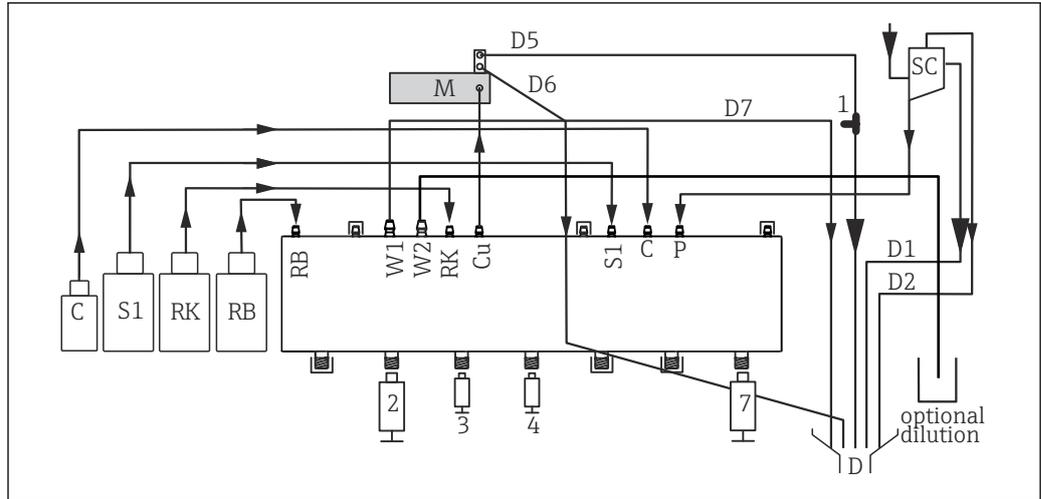 D5
SC
M
D6
D7
1
RB
W1
W2
RK
Cu
S1
C
P
D1
D2
C
S1
RK
RB
2
3
4
7
optional
dilution
D